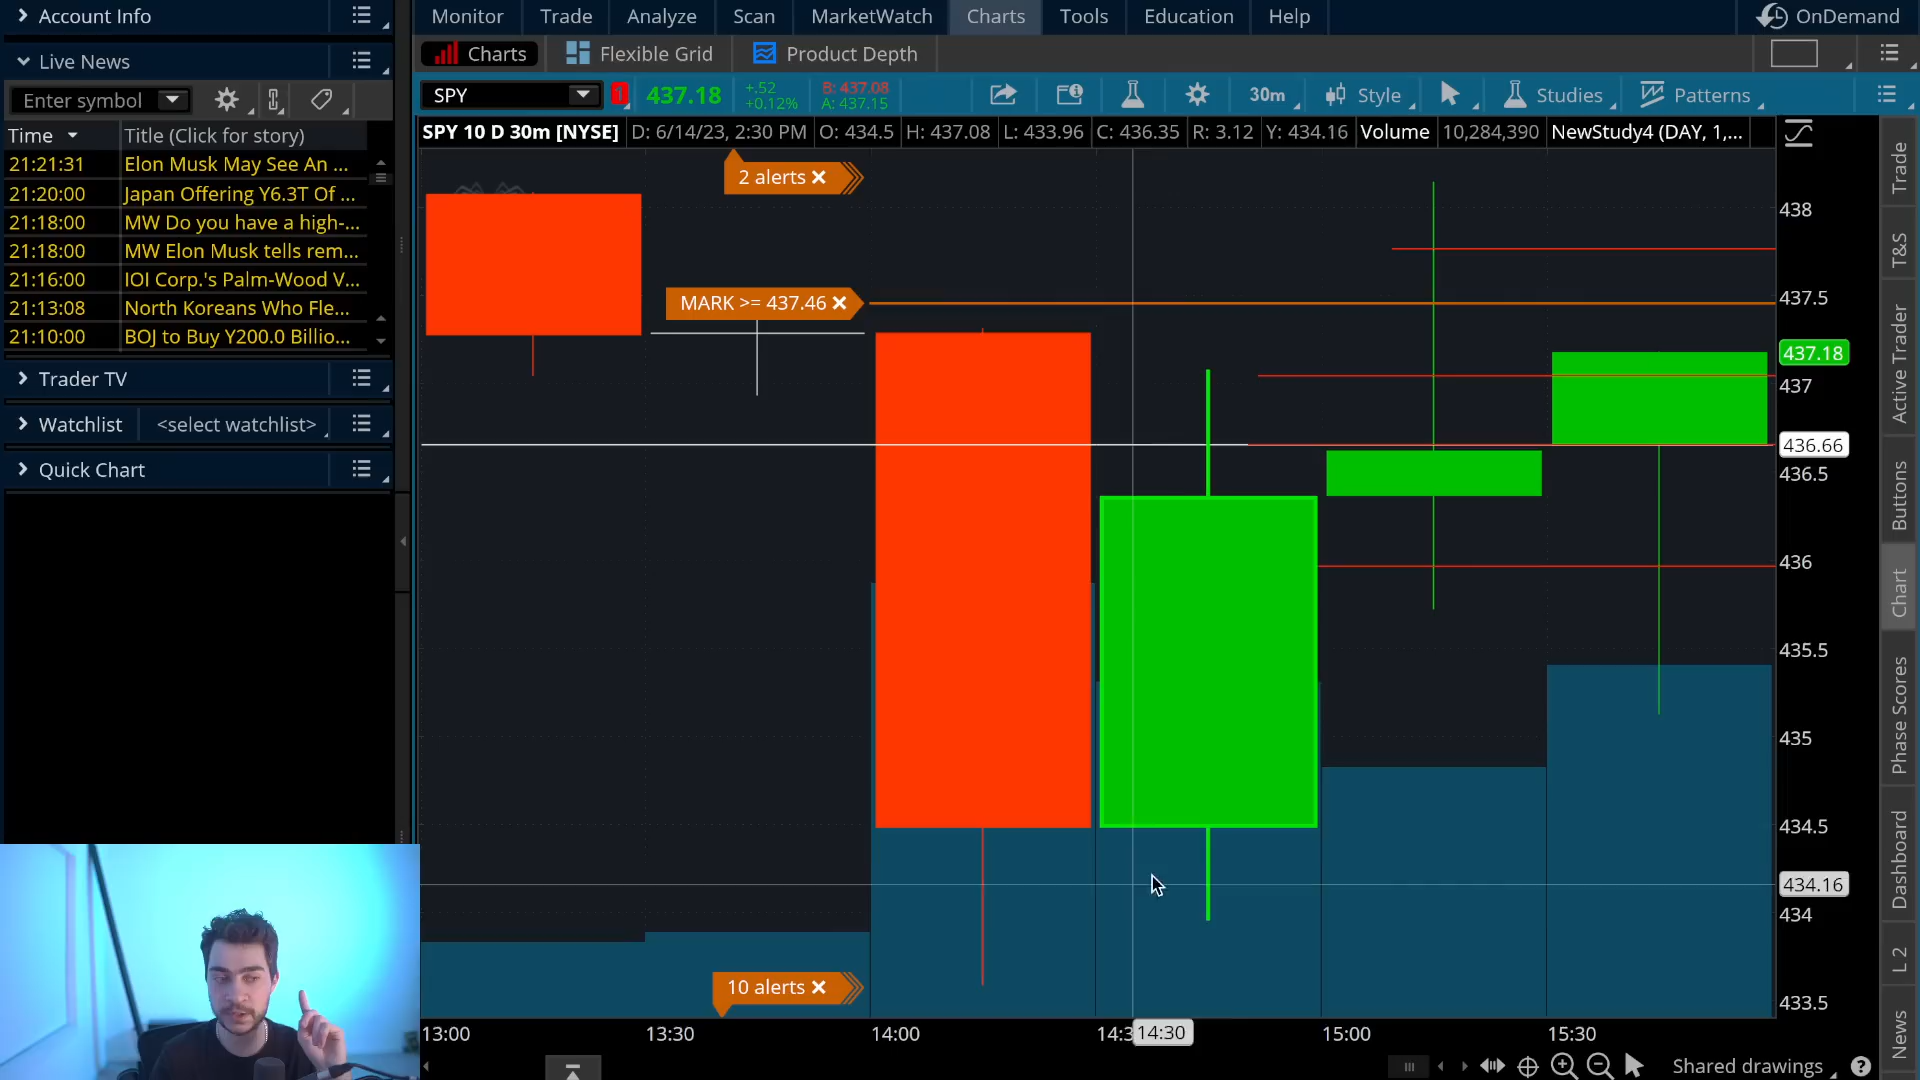 Account Info
Live News
Enter symbol
Time Title (Click for story)
21:21:31 Elon Musk May See An ...
21:20:00 Japan Offering Y6.3T Of ...
21:18:00 MW Do you have a high-...
21:18:00 MW Elon Musk tells rem...
21:16:00 IOI Corp.'s Palm-Wood V...
21:13:08 North Koreans Who Fle...
21:10:00 BOJ to Buy Y200.0 Billio...
Trader TV
Watchlist <select watchlist>
Quick Chart
Monitor Trade Analyze Scan MarketWatch Charts Tools Education Help OnDemand
Charts Flexible Grid Product Depth
SPY 1 437.18 +.52 +0.12% B: 437.08 A: 437.15 30m Style Studies Patterns
SPY 10 D 30m [NYSE] D: 6/14/23, 2:30 PM O: 434.5 H: 437.08 L: 433.96 C: 436.35 R: 3.12 Y: 434.16 Volume 10,284,390 NewStudy4 (DAY, 1,...
2 alerts
MARK >= 437.46
10 alerts
438
437.5
437.18
437
436.66
436.5
436
435.5
435
434.5
434.16
434
433.5
13:00 13:30 14:00 14:3 14:30 15:00 15:30
Shared drawings
Trade
T&S
Active Trader
Buttons
Chart
Phase Scores
Dashboard
L 2
News